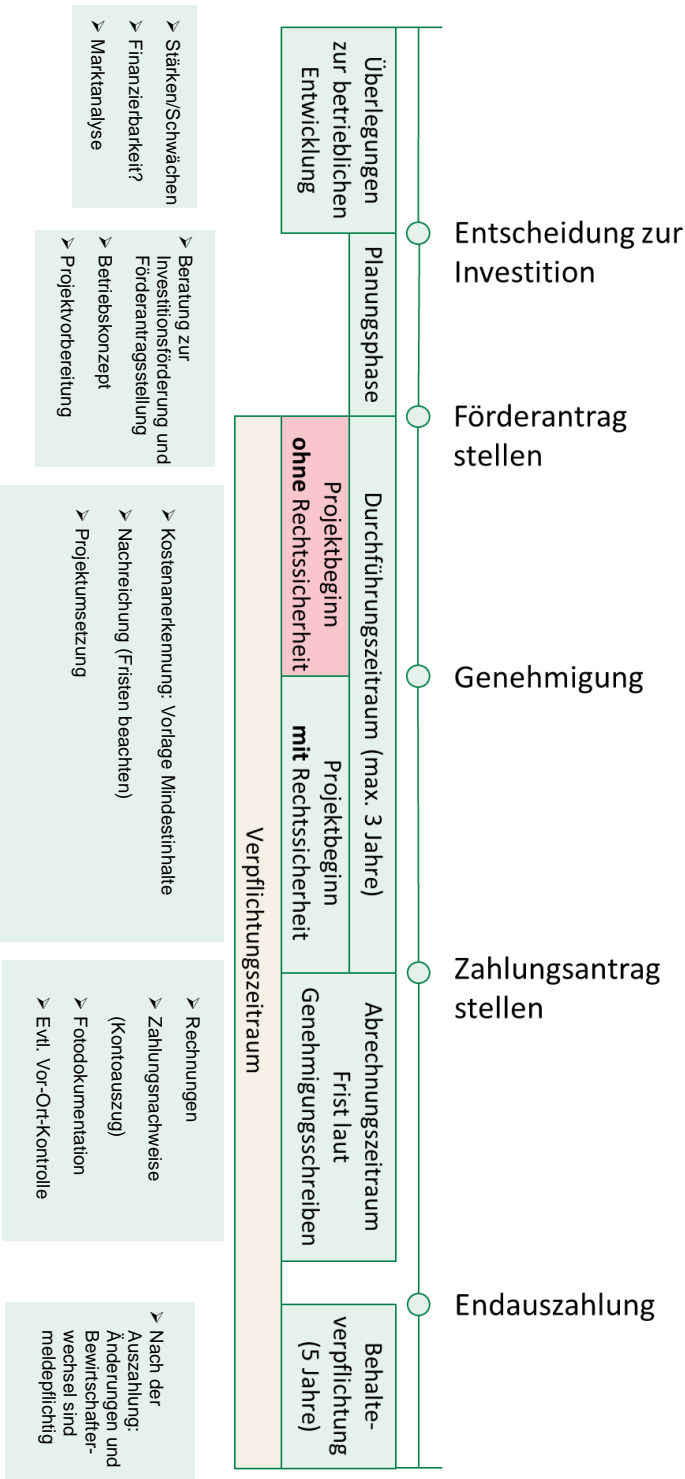 Entscheidung zur
Investition
Förderantrag
stellen
Genehmigung
Zahlungsantrag
stellen
Endauszahlung
Überlegungen
zur betrieblichen
Entwicklung
Planungsphase
Durchführungszeitraum (max. 3 Jahre)
Projektbeginn
ohne Rechtssicherheit
Projektbeginn
mit Rechtssicherheit
Abrechnungszeitraum
Frist laut
Genehmigungsschreiben
Behalte-
verpflichtung
(5 Jahre)
Verpflichtungszeitraum
➢ Stärken/Schwächen
➢ Finanzierbarkeit?
➢ Marktanalyse
➢ Beratung zur
Investitionsförderung und
Förderantragsstellung
➢ Betriebskonzept
➢ Projektvorbereitung
➢ Kostenanerkennung: Vorlage Mindestinhalte
➢ Nachreichung (Fristen beachten)
➢ Projektumsetzung
➢ Rechnungen
➢ Zahlungsnachweise
(Kontoauszug)
➢ Fotodokumentation
➢ Evtl. Vor-Ort-Kontrolle
➢ Nach der
Auszahlung:
Änderungen und
Bewirtschafter-
wechsel sind
meldepflichtig